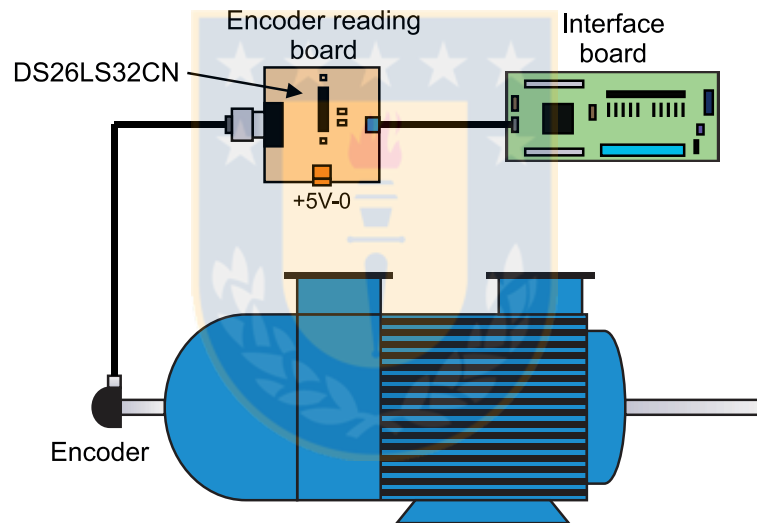 Encoder reading
board
Interface
board
DS26LS32CN
+5V-0
Encoder